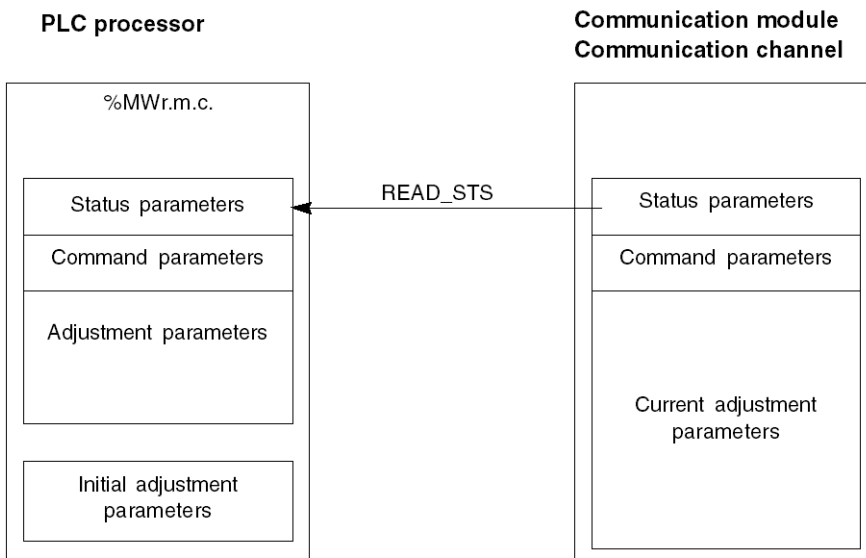 PLC processor
Communication module
Communication channel
%MWr.m.c.
Status parameters
READ_STS
Status parameters
Command parameters
Command parameters
Adjustment parameters
Current adjustment
parameters
Initial adjustment
parameters